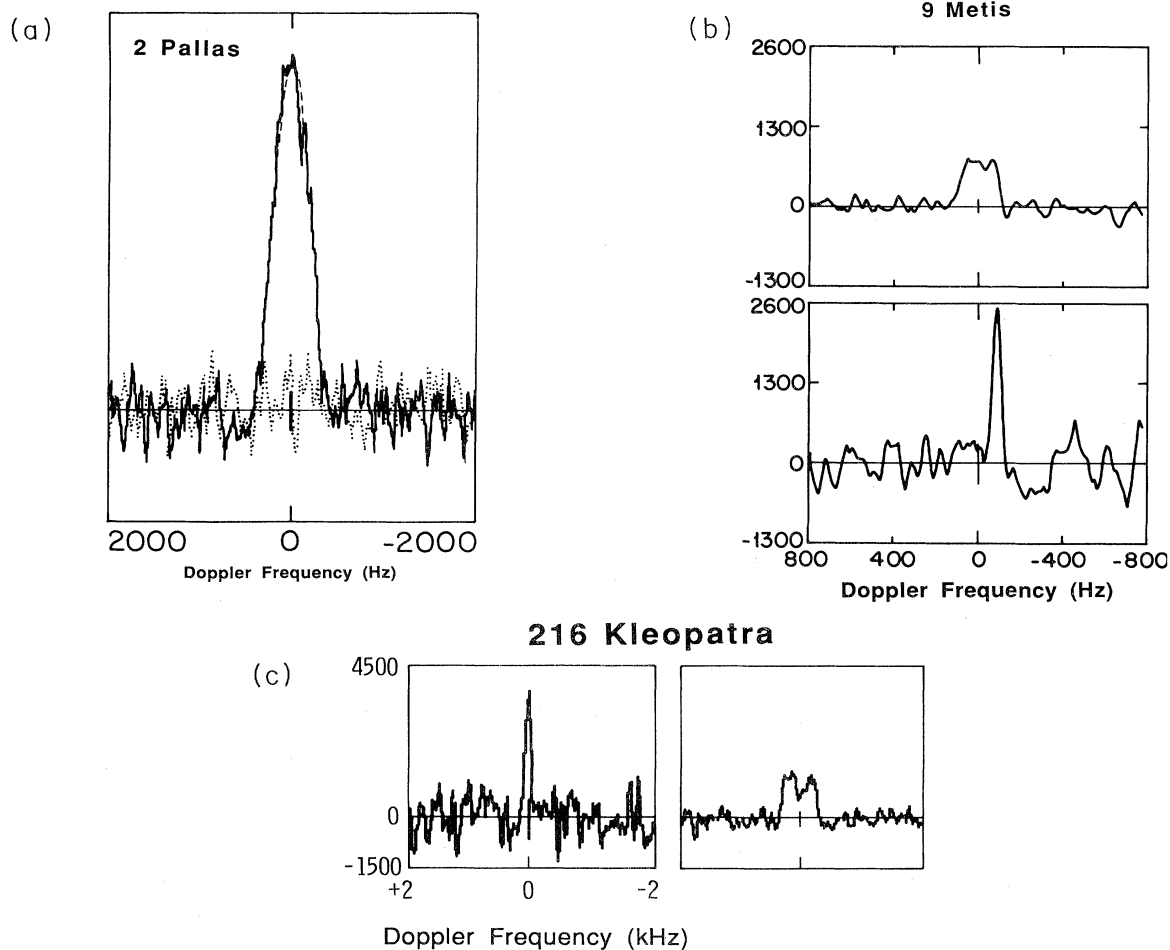 (a)
2 Pallas
2000 0 -2000
Doppler Frequency (Hz)
(b)
9 Metis
2600
1300
0
-1300
2600
1300
0
-1300
800 400 0 -400 -800
Doppler Frequency (Hz)
216 Kleopatra
(c)
4500
0
-1500
+2 0 -2
Doppler Frequency (kHz)